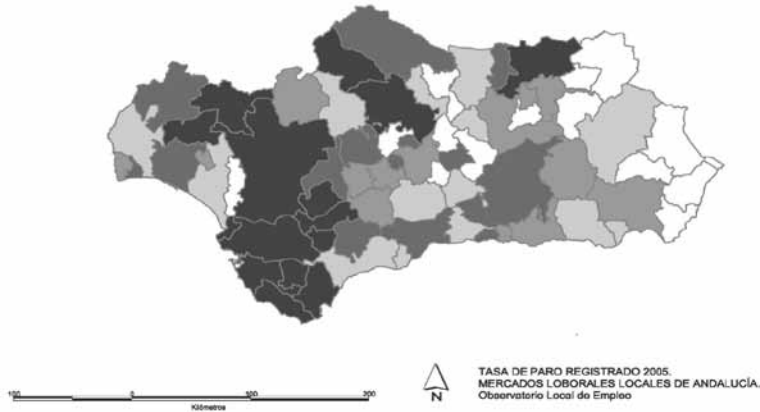 100 0 100 200
Kilómetros
N
TASA DE PARO REGISTRADO 2005.
MERCADOS LOBORALES LOCALES DE ANDALUCÍA.
Observatorio Local de Empleo